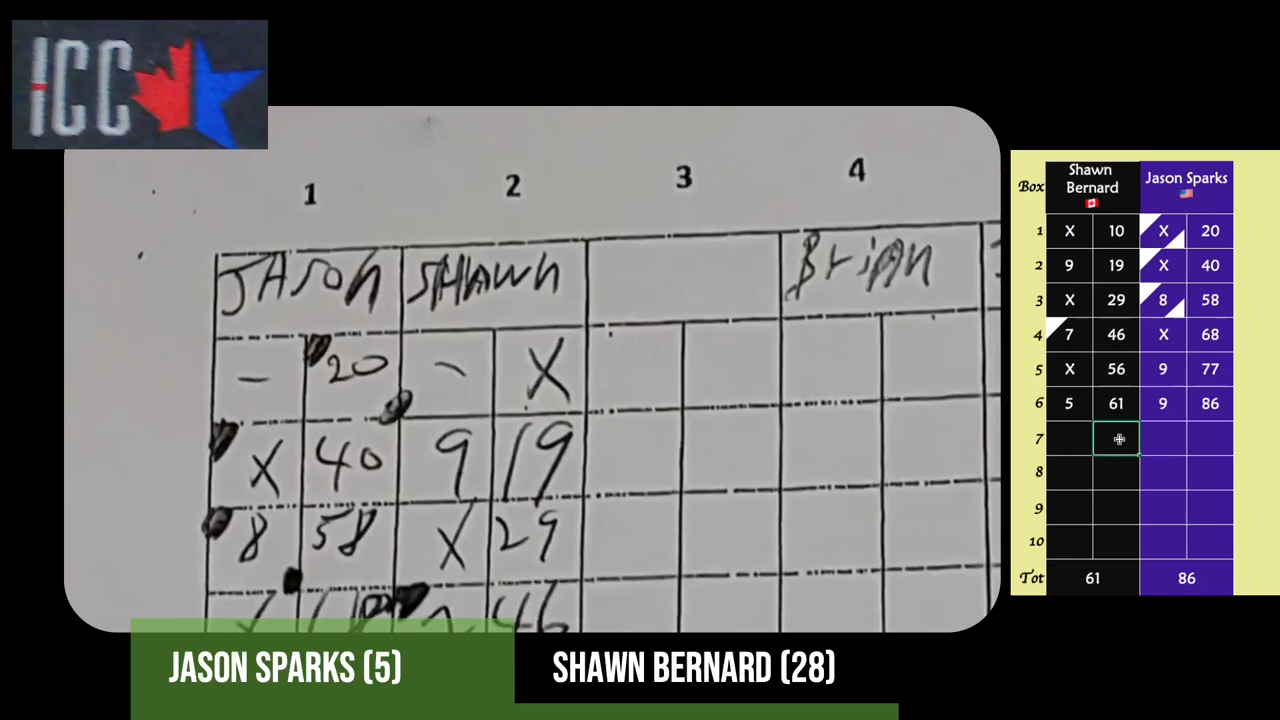 ICC
1 2 3 4
JASON SHAWN Brian
- 20 - X
X 40 9 19
8 58 X 29
46
Box Shawn Bernard Jason Sparks
1 X 10 X 20
2 9 19 X 40
3 X 29 8 58
4 7 46 X 68
5 X 56 9 77
6 5 61 9 86
7
8
9
10
Tot 61 86
JASON SPARKS (5) SHAWN BERNARD (28)